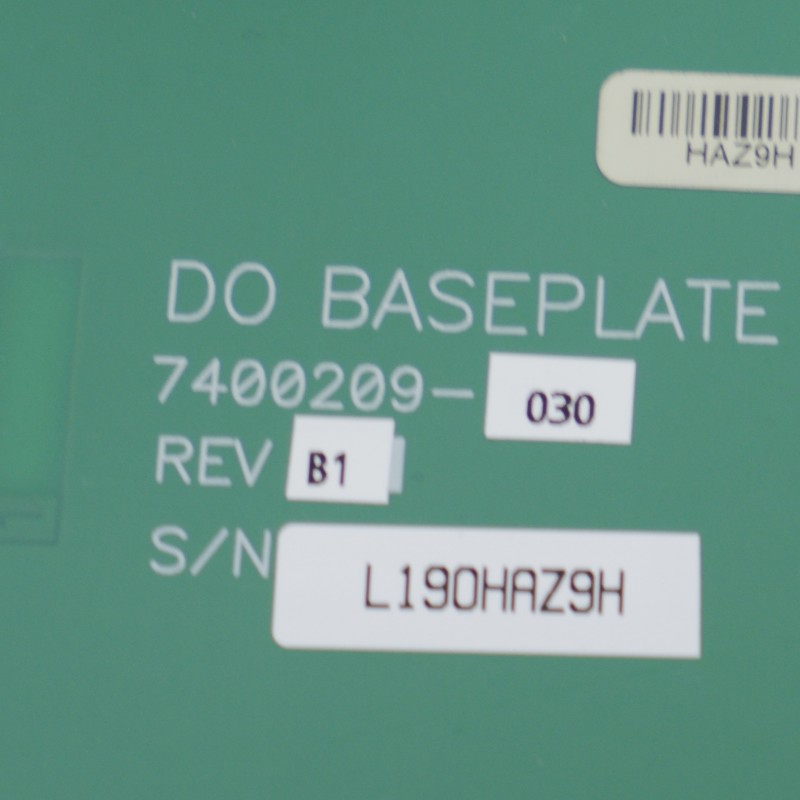 HAZ9H
DO BASEPLATE
7400209-030
REV B1
S/N L190HAZ9H